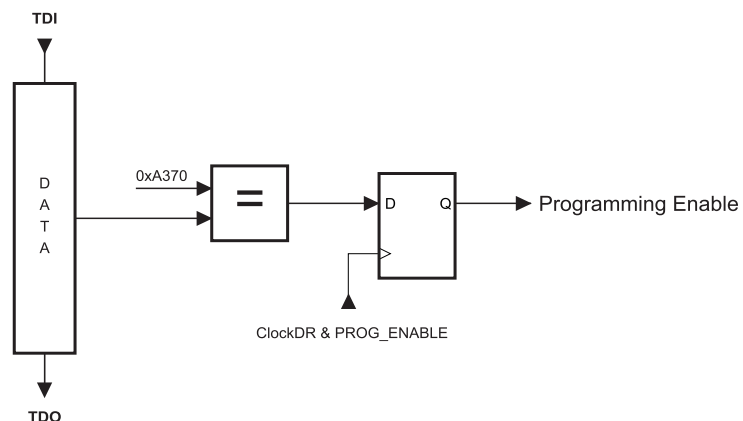 TDI
D
A
T
A
0xA370
=
D
Q
Programming Enable
ClockDR & PROG_ENABLE
TDO